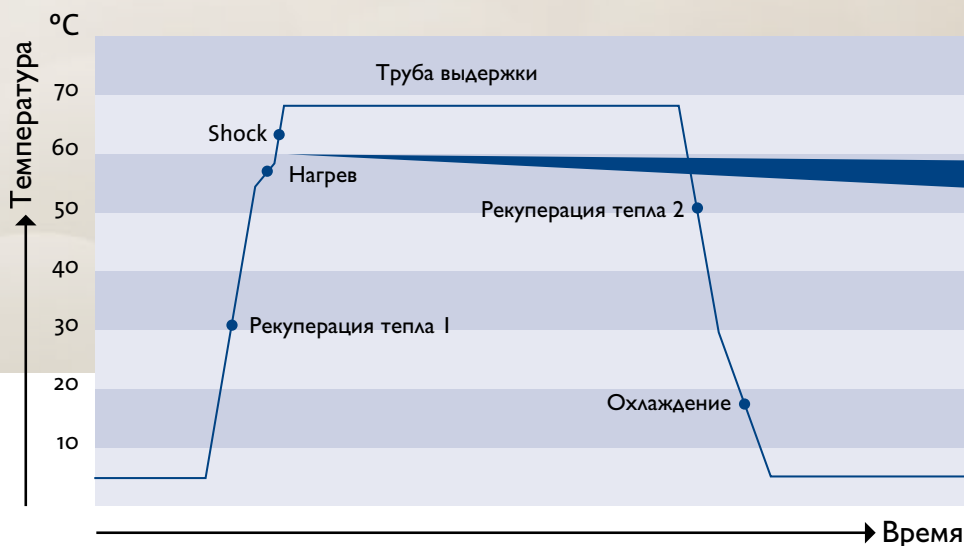 °C
Температура
70
60
50
40
30
20
10
Труба выдержки
Shock
Нагрев
Рекуперация тепла 2
Рекуперация тепла 1
Охлаждение
Время